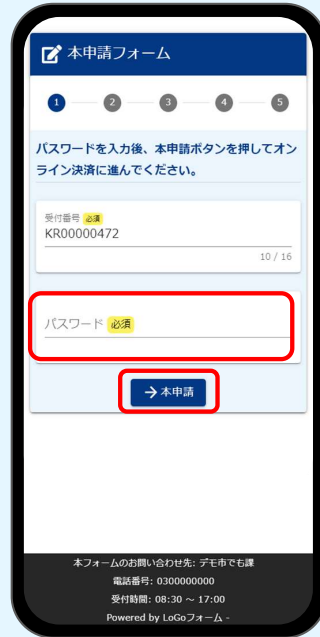 本申請フォーム
1 2 3 4 5
パスワードを入力後、本申請ボタンを押してオン
ライン決済に進んでください。
受付番号 必須
KR00000472
10 / 16
パスワード 必須
→本申請
本フォームのお問い合わせ先: デモ市でも課
電話番号: 0300000000
受付時間: 08:30 ～ 17:00
Powered by LoGoフォーム -